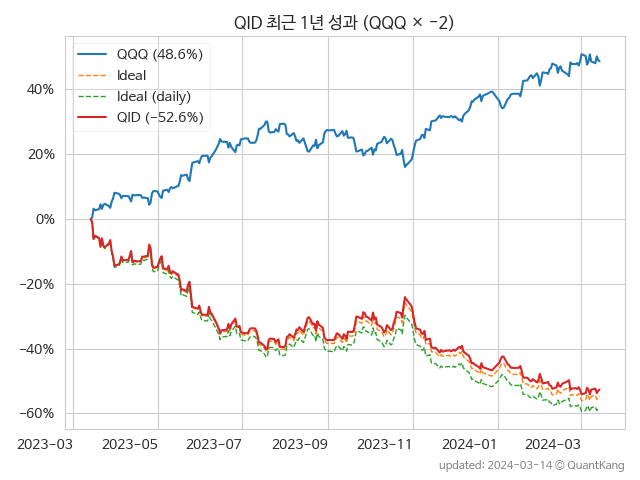 QID 최근 1년 성과 (QQQ × −2)
QQQ (48.6%)
Ideal
Ideal (daily)
QID (−52.6%)
40%
20%
0%
−20%
−40%
−60%
2023-03
2023-05
2023-07
2023-09
2023-11
2024-01
2024-03
updated: 2024-03-14 © QuantKang